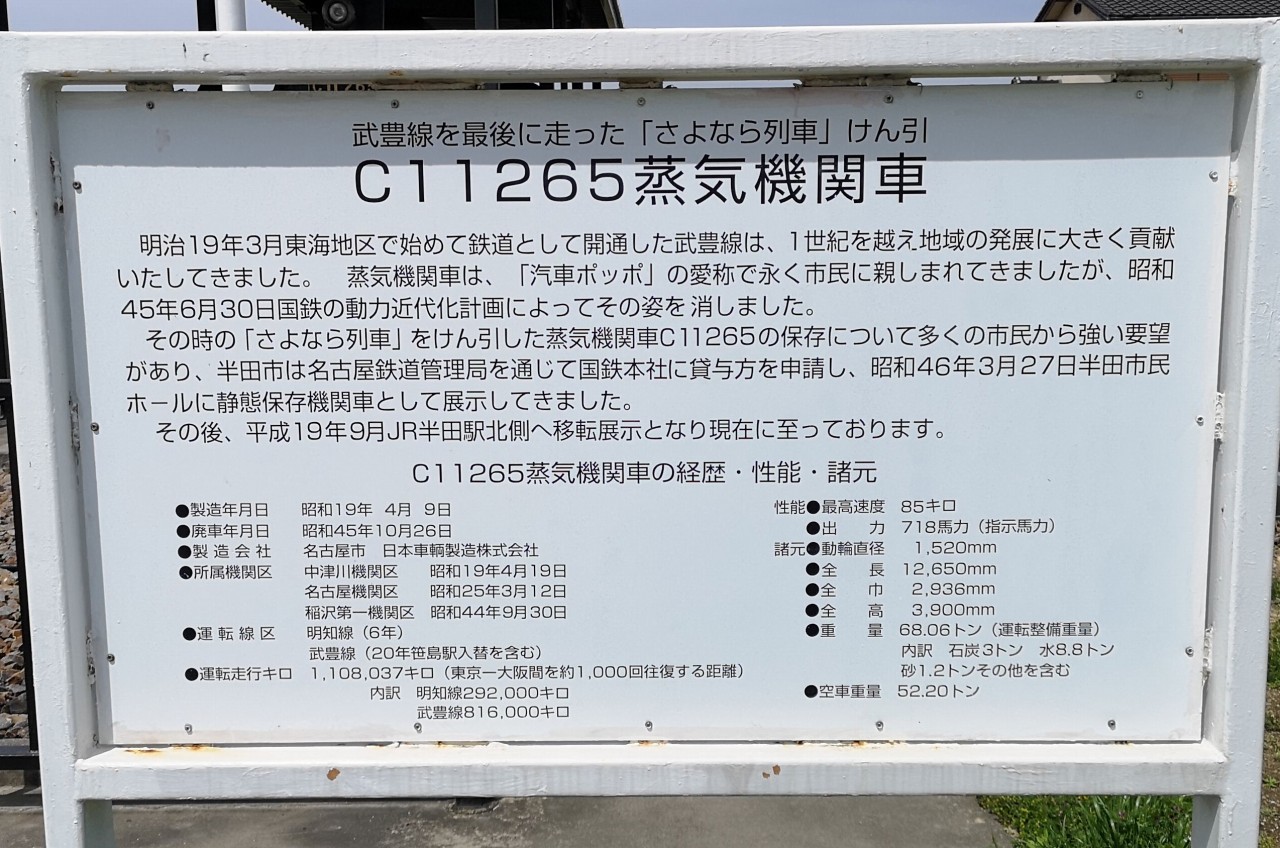 武豊線を最後に走った「さよなら列車」けん引
C11265蒸気機関車
明治19年3月東海地区で始めて鉄道として開通した武豊線は、1世紀を越え地域の発展に大きく貢献
いたしてきました。 蒸気機関車は、「汽車ポッポ」の愛称で永く市民に親しまれてきましたが、昭和
45年6月30日国鉄の動力近代化計画によってその姿を消しました。
その時の「さよなら列車」をけん引した蒸気機関車C11265の保存について多くの市民から強い要望
があり、半田市は名古屋鉄道管理局を通じて国鉄本社に貸与方を申請し、昭和46年3月27日半田市民
ホールに静態保存機関車として展示してきました。
その後、平成19年9月JR半田駅北側へ移転展示となり現在に至っております。
C11265蒸気機関車の経歴・性能・諸元
●製造年月日 昭和19年 4月 9日
●廃車年月日 昭和45年10月26日
●製造会社 名古屋市 日本車輌製造株式会社
●所属機関区 中津川機関区 昭和19年4月19日
名古屋機関区 昭和25年3月12日
稲沢第一機関区 昭和44年9月30日
●運転線区 明知線(6年)
武豊線(20年笹島駅入替を含む)
●運転走行キロ 1,108,037キロ(東京ー大阪間を約1,000回往復する距離)
内訳 明知線292,000キロ
武豊線816,000キロ
性能●最高速度 85キロ
●出 力 718馬力(指示馬力)
諸元●動輪直径 1,520mm
●全 長 12,650mm
●全 巾 2,936mm
●全 高 3,900mm
●重 量 68.06トン(運転整備重量)
内訳 石炭3トン 水8.8トン
砂1.2トンその他を含む
●空車重量 52.20トン